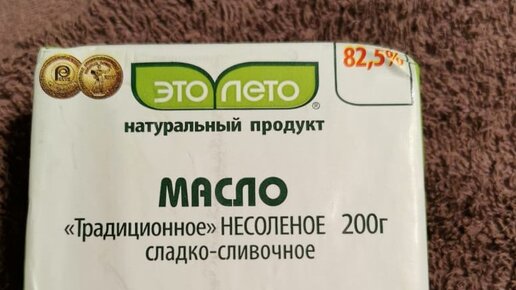 82,5%
ЭТО ЛЕТО
®
натуральный продукт
МАСЛО
«Традиционное» НЕСОЛЕНОЕ 200г
сладко-сливочное